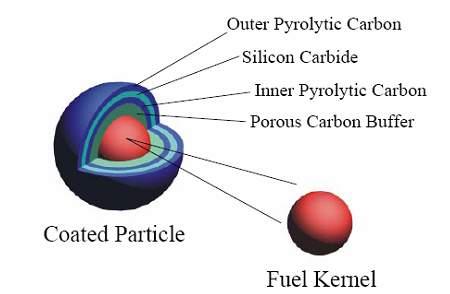 Outer Pyrolytic Carbon
Silicon Carbide
Inner Pyrolytic Carbon
Porous Carbon Buffer
Coated Particle
Fuel Kernel